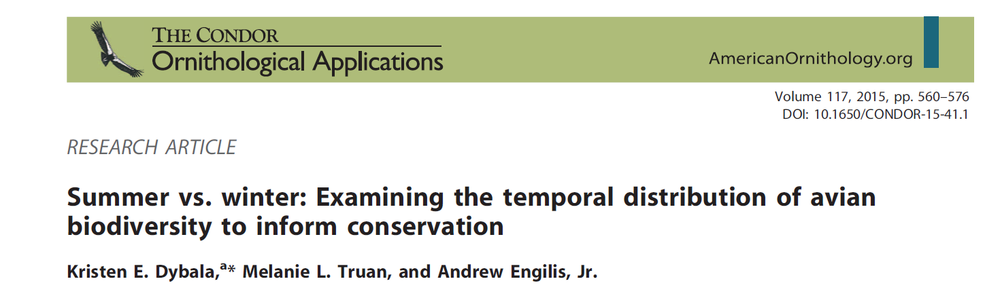 THE CONDOR
Ornithological Applications
AmericanOrnithology.org
Volume 117, 2015, pp. 560–576
DOI: 10.1650/CONDOR-15-41.1
RESEARCH ARTICLE
Summer vs. winter: Examining the temporal distribution of avian
biodiversity to inform conservation
Kristen E. Dybala,a* Melanie L. Truan, and Andrew Engilis, Jr.